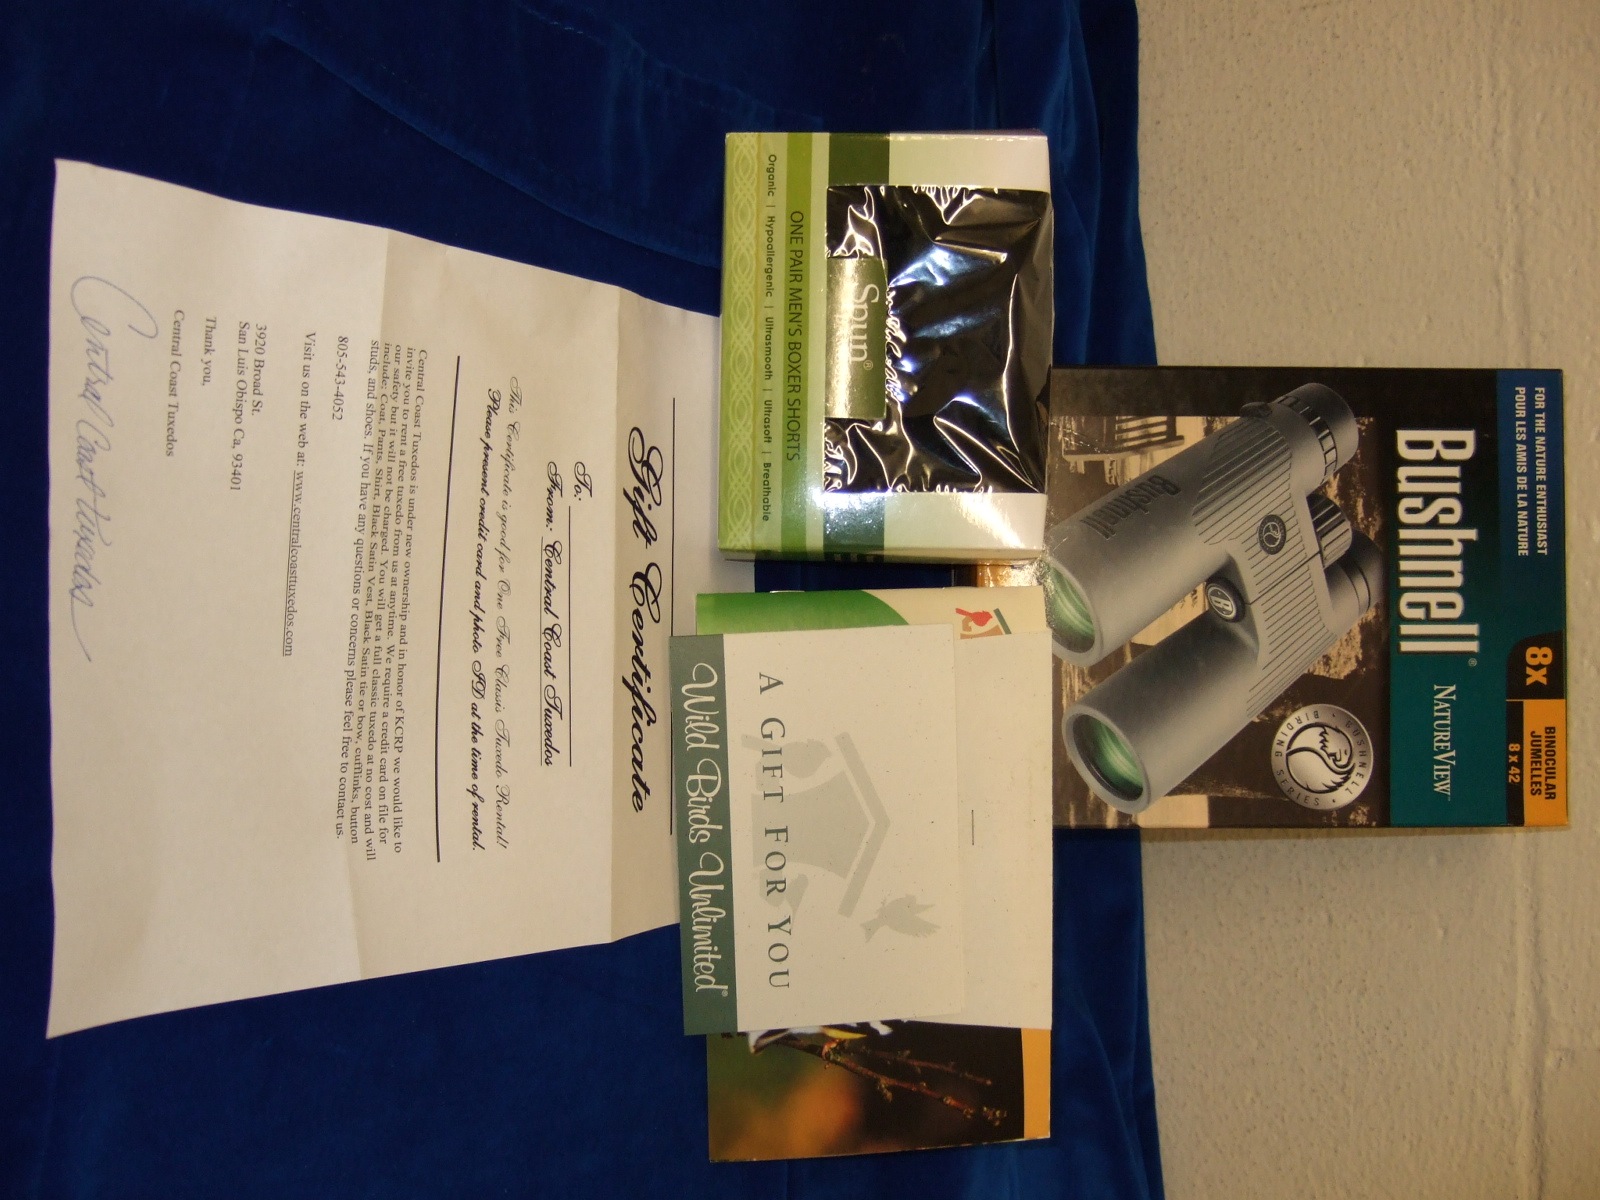 FOR THE NATURE ENTHUSIAST
POUR LES AMIS DE LA NATURE
8x
BINOCULAR
JUMELLES
8 x 42
Bushnell®
NATUREVIEW™
BUSHNELL BIRDING SERIES
B
Bushnell
Spun®
ONE PAIR MEN'S BOXER SHORTS
Organic | Hypoallergenic | Ultrasmooth | Ultrasoft | Breathable
A GIFT FOR YOU
Wild Birds Unlimited®
Gift Certificate
To:
From: Central Coast Tuxedos
This Certificate is good for One Free Classis Tuxedo Rental!
Please present credit card and photo ID at the time of rental.
Central Coast Tuxedos is under new ownership and in honor of KCRP we would like to
invite you to rent a free tuxedo from us at anytime. We require a credit card on file for
our safety but it will not be charged. You will get a full classic tuxedo at no cost and will
include; Coat, Pants, Shirt, Black Satin Vest, Black Satin tie or bow, cufflinks, button
studs, and shoes. If you have any questions or concerns please feel free to contact us.
805-543-4052
Visit us on the web at: www.centralcoasttuxedos.com
3920 Broad St.
San Luis Obispo Ca, 93401
Thank you,
Central Coast Tuxedos
Central Coast Tuxedos